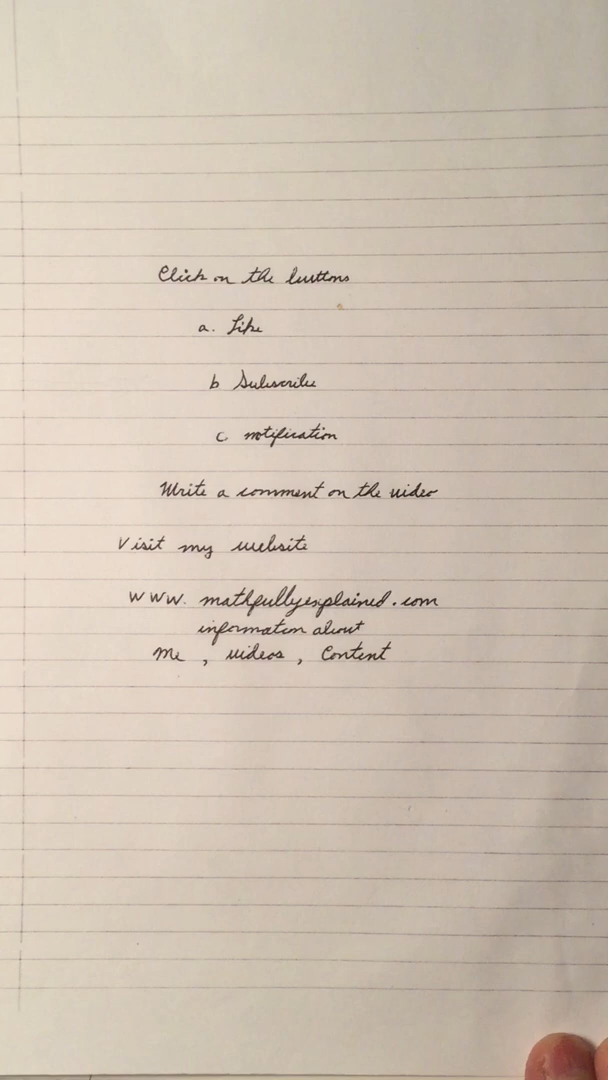 Click on the buttons
a. Like
b Subscribe
c notification
Write a comment on the video
Visit my website
www. mathfullyexplained.com
information about
Me , videos , Content